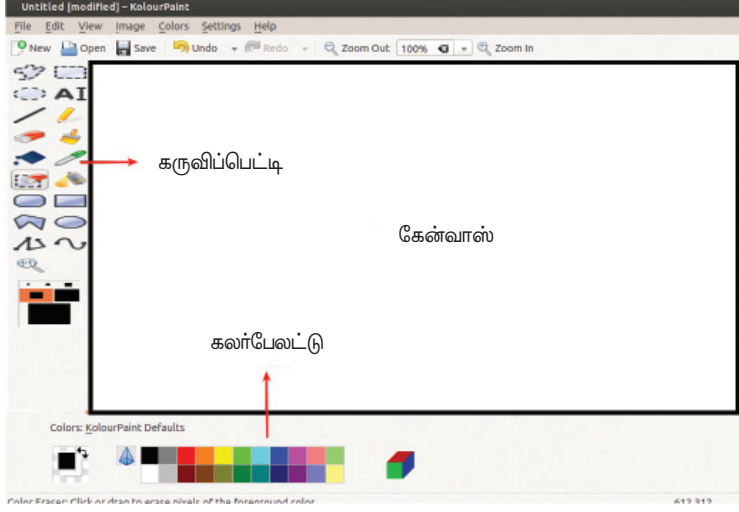 Untitled [modified] – KolourPaint
File Edit View Image Colors Settings Help
New Open Save Undo Redo Zoom Out 100% Zoom In
AI
கருவிப்பெட்டி
கேன்வாஸ்
கலர்பேலட்டு
Colors: KolourPaint Defaults
Color Eraser: Click or drag to erase pixels of the foreground color 612,312